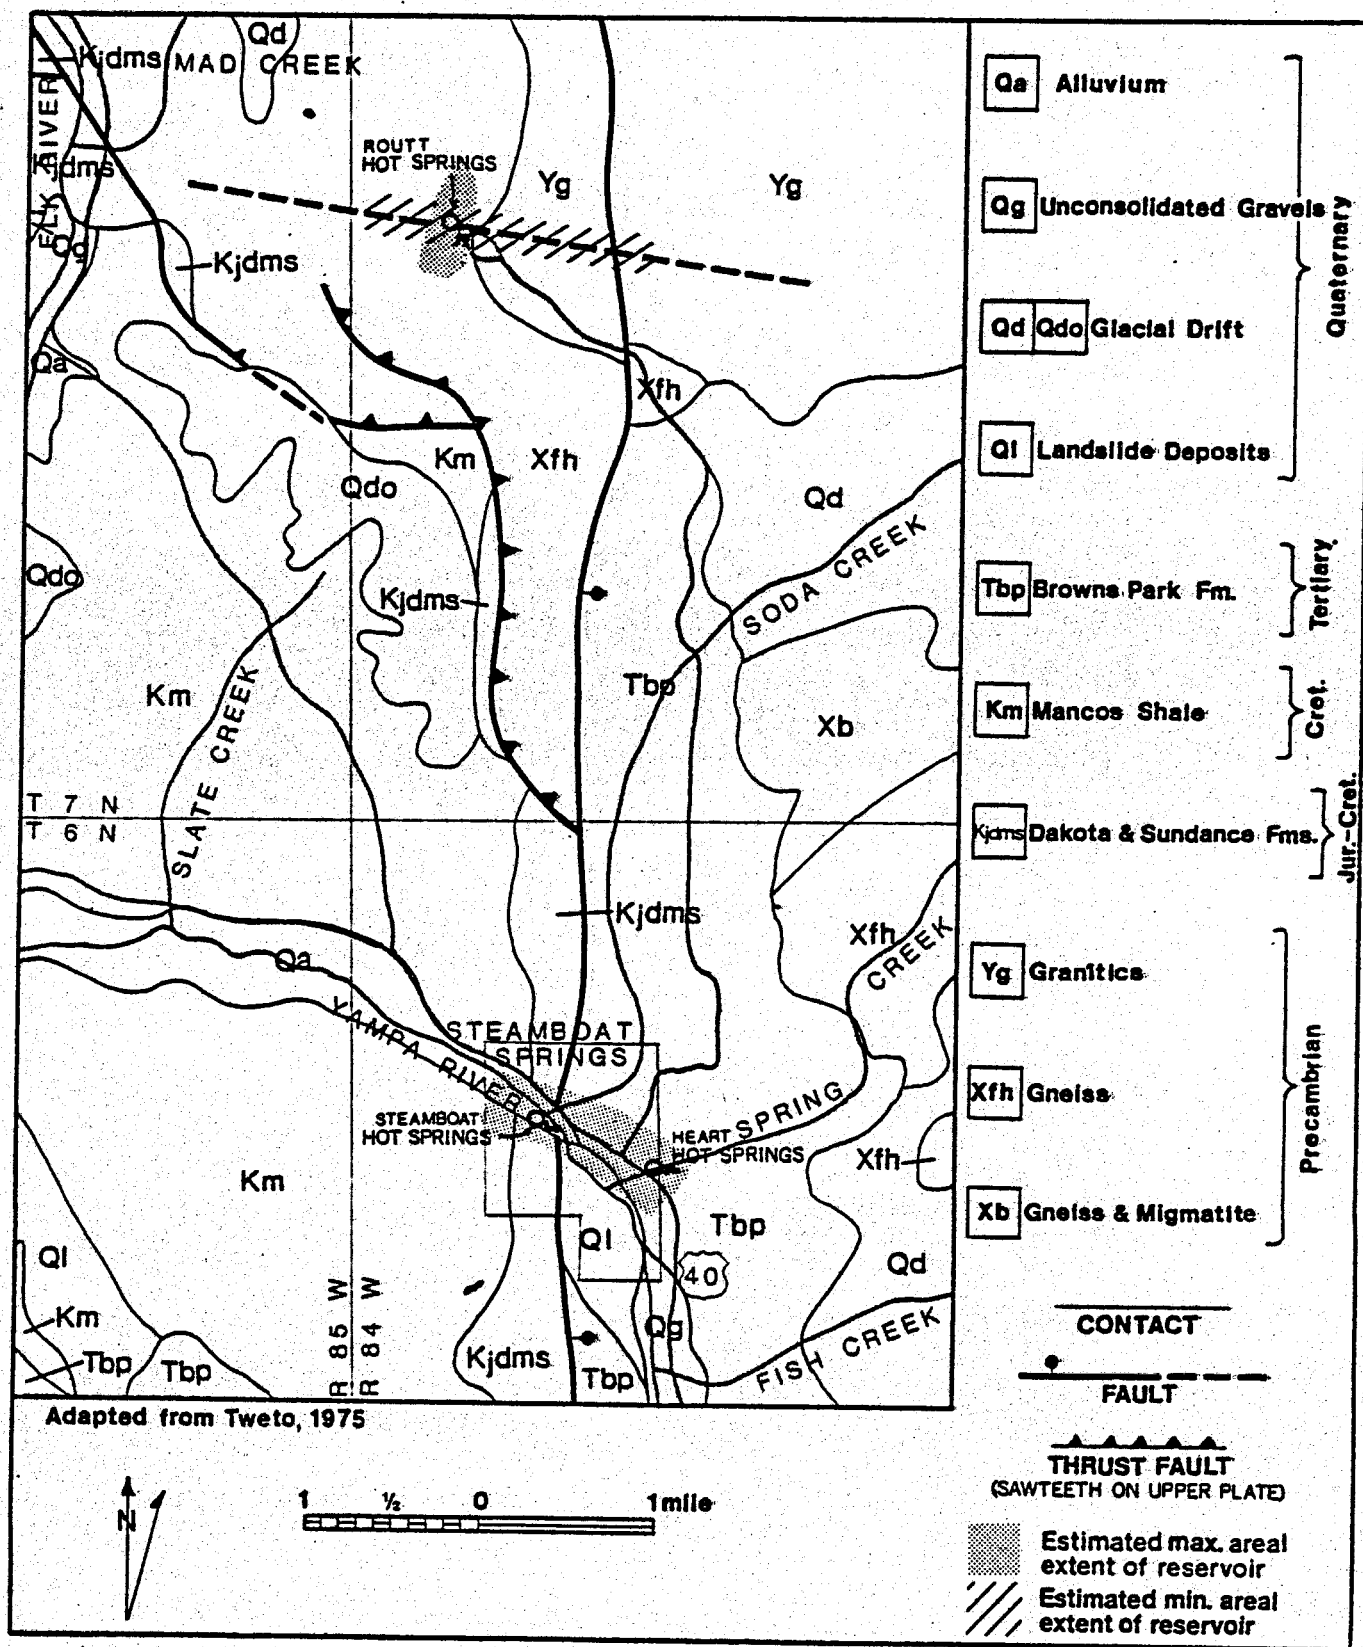 Qd
Kjdms MAD CREEK
ELK RIVER
ROUTT
HOT SPRINGS
Kjdms
Yg
Yg
Qg
Kjdms
Qa
Xfh
Km
Xfh
Qdo
Qd
SODA CREEK
Qdo
Kjdms
Km
Tbp
Xb
SLATE CREEK
T 7 N
T 6 N
Kjdms
Xfh
CREEK
Qa
YAMPA RIVER
STEAMBOAT
SPRINGS
STEAMBOAT
HOT SPRINGS
HEART
HOT SPRINGS
SPRING
Xfh
Km
Tbp
Ql
Ql
Qd
40
Km
R 85 W
R 84 W
Qg
FISH CREEK
Tbp
Tbp
Kjdms
Tbp
Adapted from Tweto, 1975
N
1 ½ 0 1 mile
Qa Alluvium
Qg Unconsolidated Gravels
Qd Qdo Glacial Drift
Ql Landslide Deposits
Quaternary
Tbp Browns Park Fm.
Tertiary
Km Mancos Shale
Cret.
Kjdms Dakota & Sundance Fms.
Jur.-Cret.
Yg Granitics
Xfh Gneiss
Xb Gneiss & Migmatite
Precambrian
CONTACT
FAULT
THRUST FAULT
(SAWTEETH ON UPPER PLATE)
Estimated max. areal
extent of reservoir
Estimated min. areal
extent of reservoir